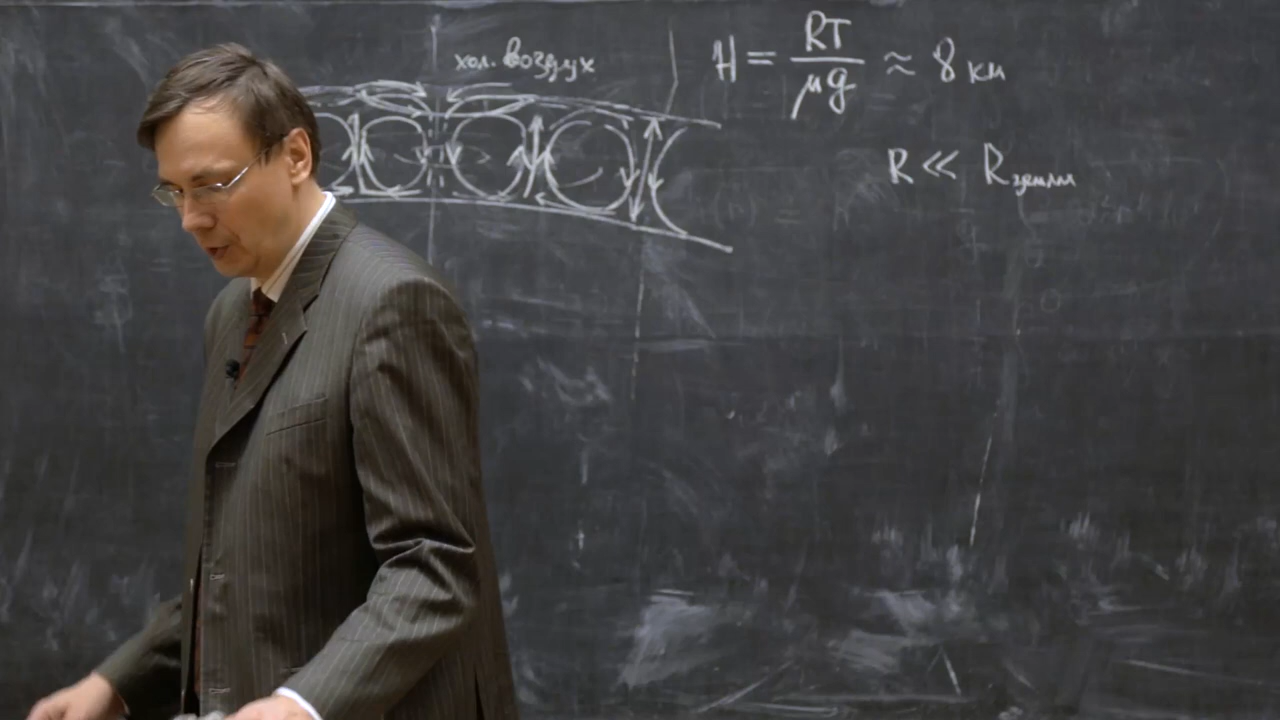 хол. воздух
H = RT/μg ≈ 8 км
R << Rземли